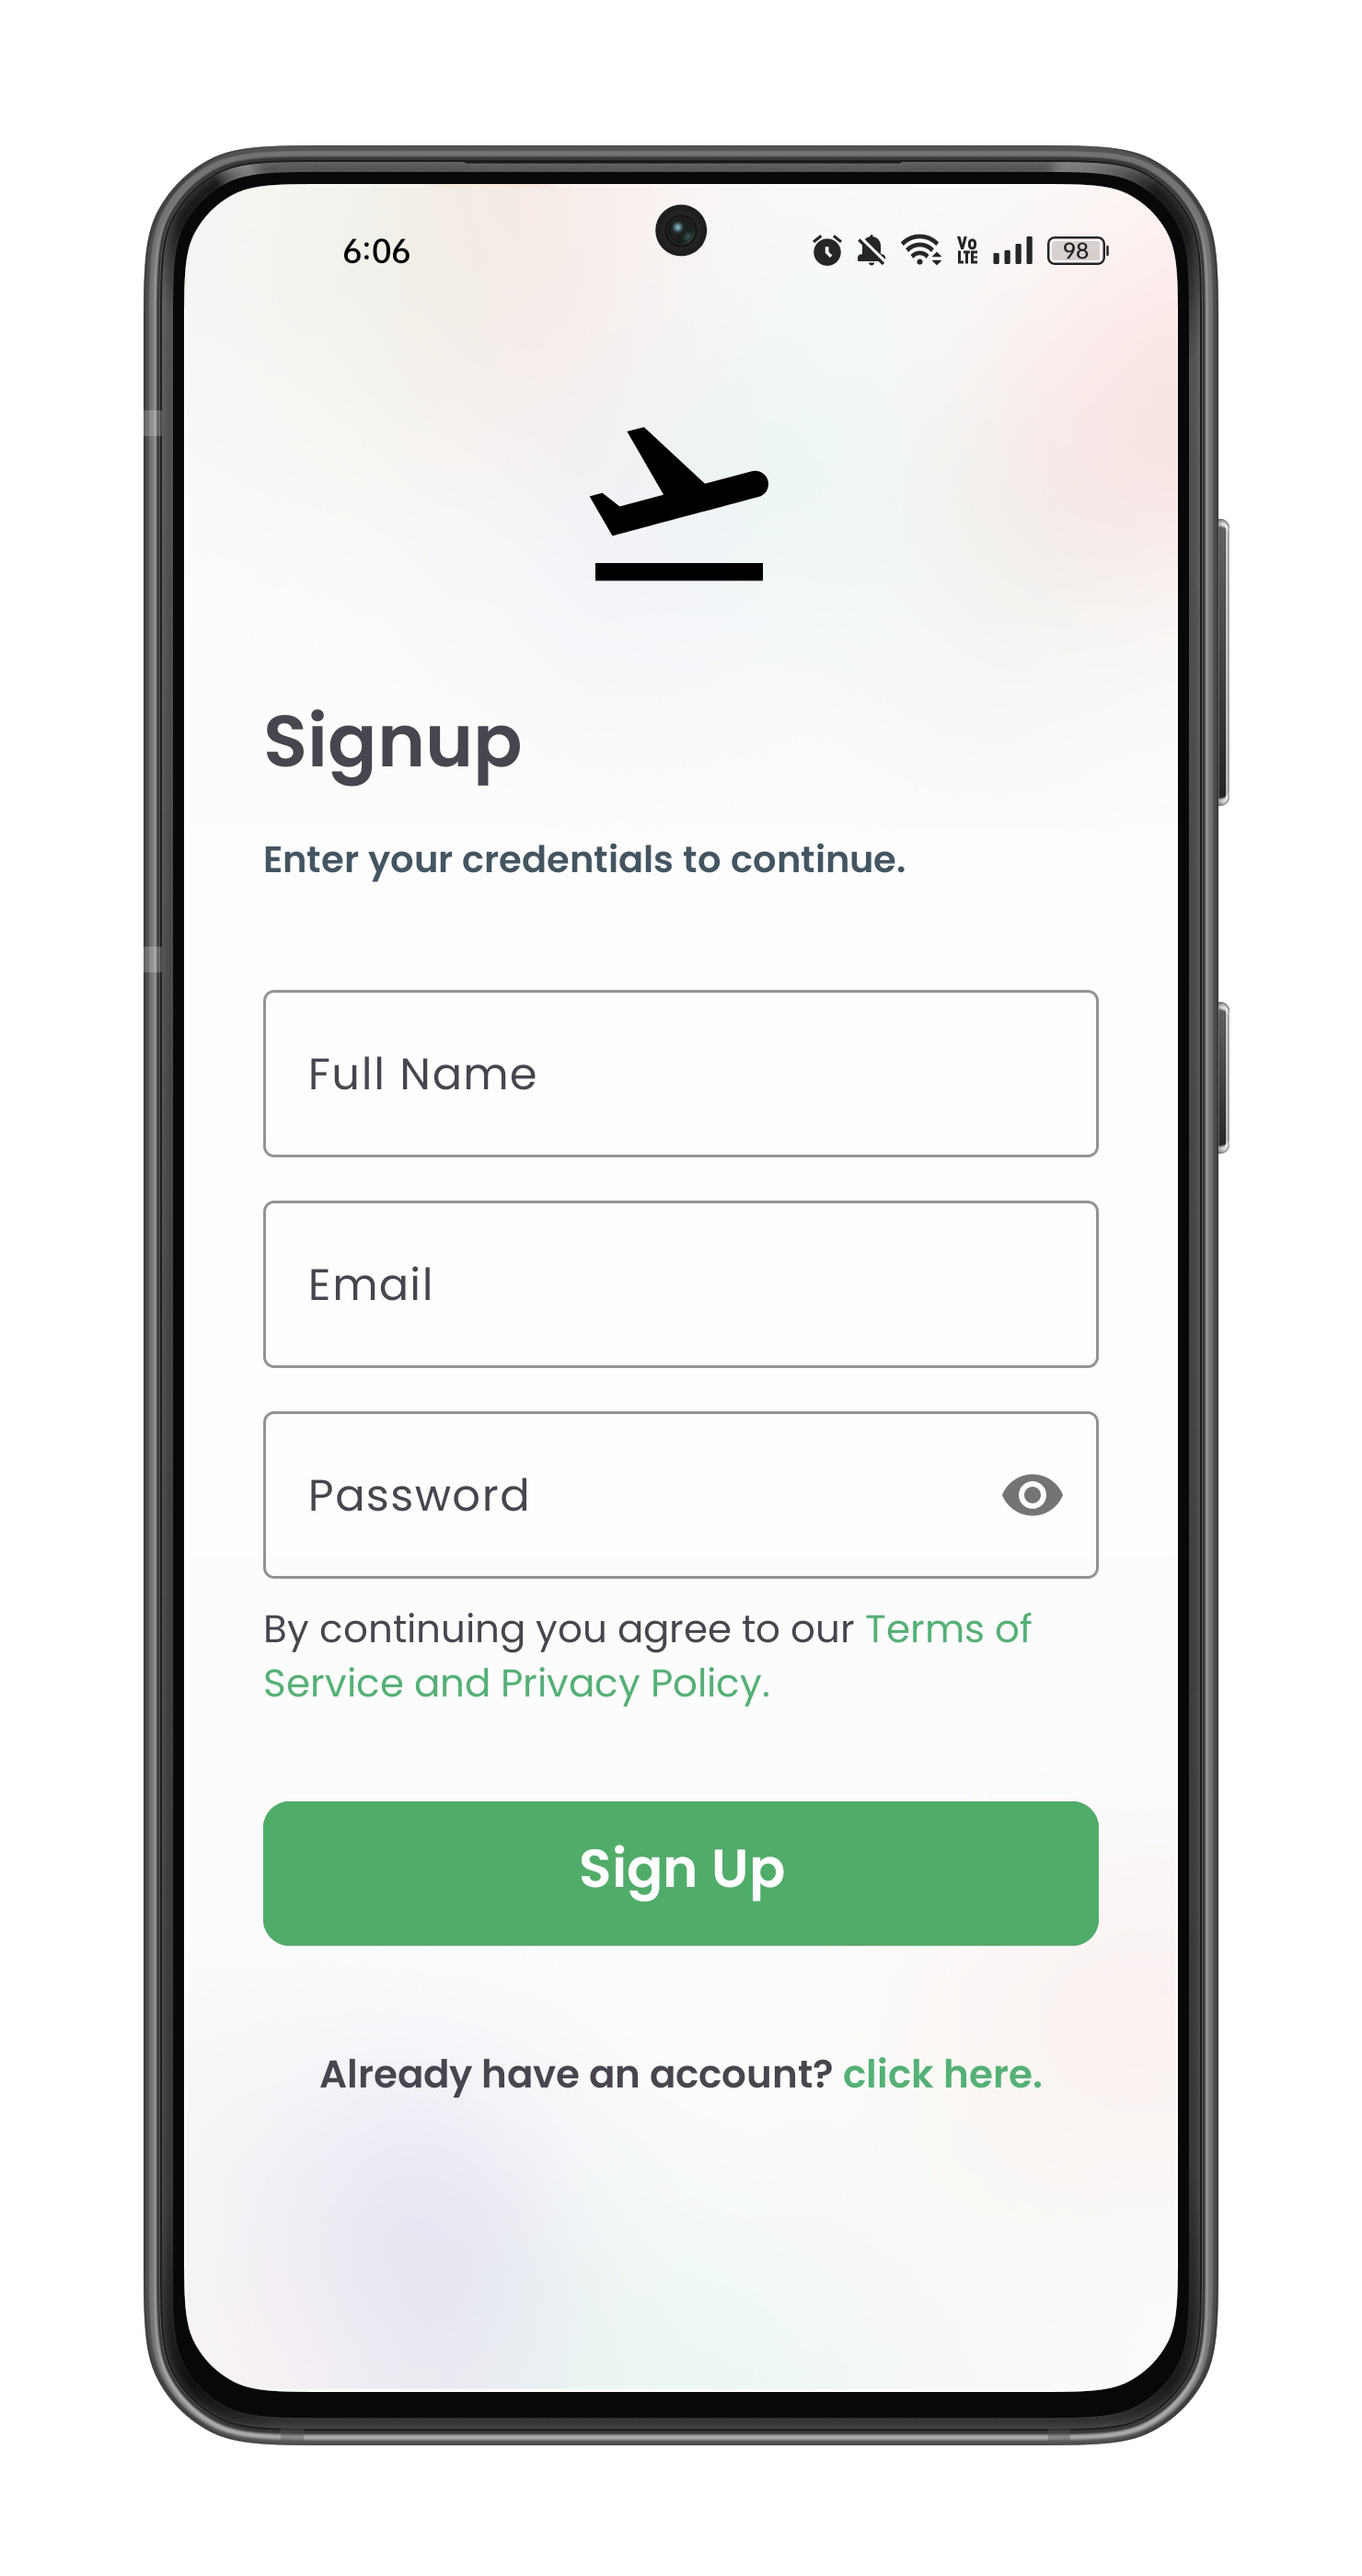 6:06
Vo
LTE
98
Signup
Enter your credentials to continue.
Full Name
Email
Password
By continuing you agree to our Terms of
Service and Privacy Policy.
Sign Up
Already have an account? click here.